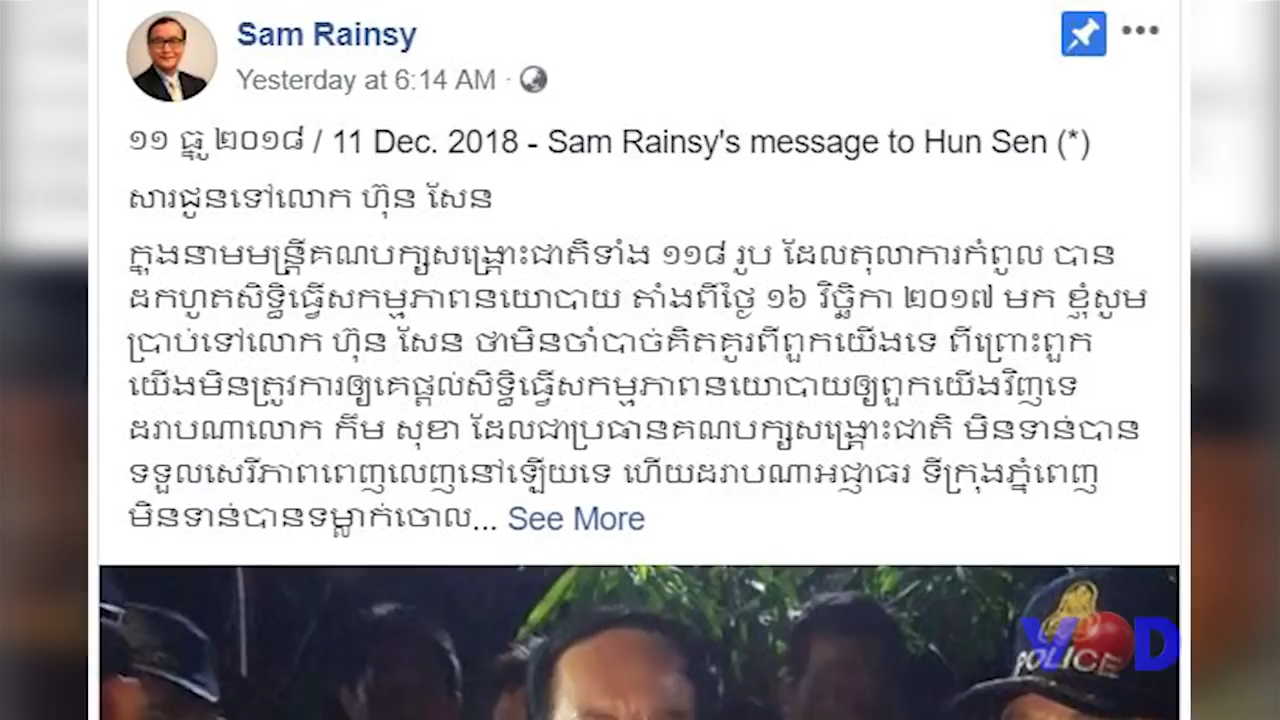 Sam Rainsy
Yesterday at 6:14 AM ·
១១ ធ្នូ ២០១៨ / 11 Dec. 2018 - Sam Rainsy's message to Hun Sen (*)
សារជូនទៅលោក ហ៊ុន សែន
ក្នុងនាមមន្ត្រីគណបក្សសង្គ្រោះជាតិទាំង ១១៨ រូប ដែលតុលាការកំពូល បាន
ដកហូតសិទ្ធិធ្វើសកម្មភាពនយោបាយ តាំងពីថ្ងៃ ១៦ វិច្ឆិកា ២០១៧ មក ខ្ញុំសូម
ប្រាប់ទៅលោក ហ៊ុន សែន ថាមិនចាំបាច់គិតគូរពីពួកយើងទេ ពីព្រោះពួក
យើងមិនត្រូវការឲ្យគេផ្តល់សិទ្ធិធ្វើសកម្មភាពនយោបាយឲ្យពួកយើងវិញទេ
ដរាបណាលោក កឹម សុខា ដែលជាប្រធានគណបក្សសង្គ្រោះជាតិ មិនទាន់បាន
ទទួលសេរីភាពពេញលេញនៅឡើយទេ ហើយដរាបណាអជ្ញាធរ ទីក្រុងភ្នំពេញ
មិនទាន់បានទម្លាក់ចោល... See More
POLICE
VOD